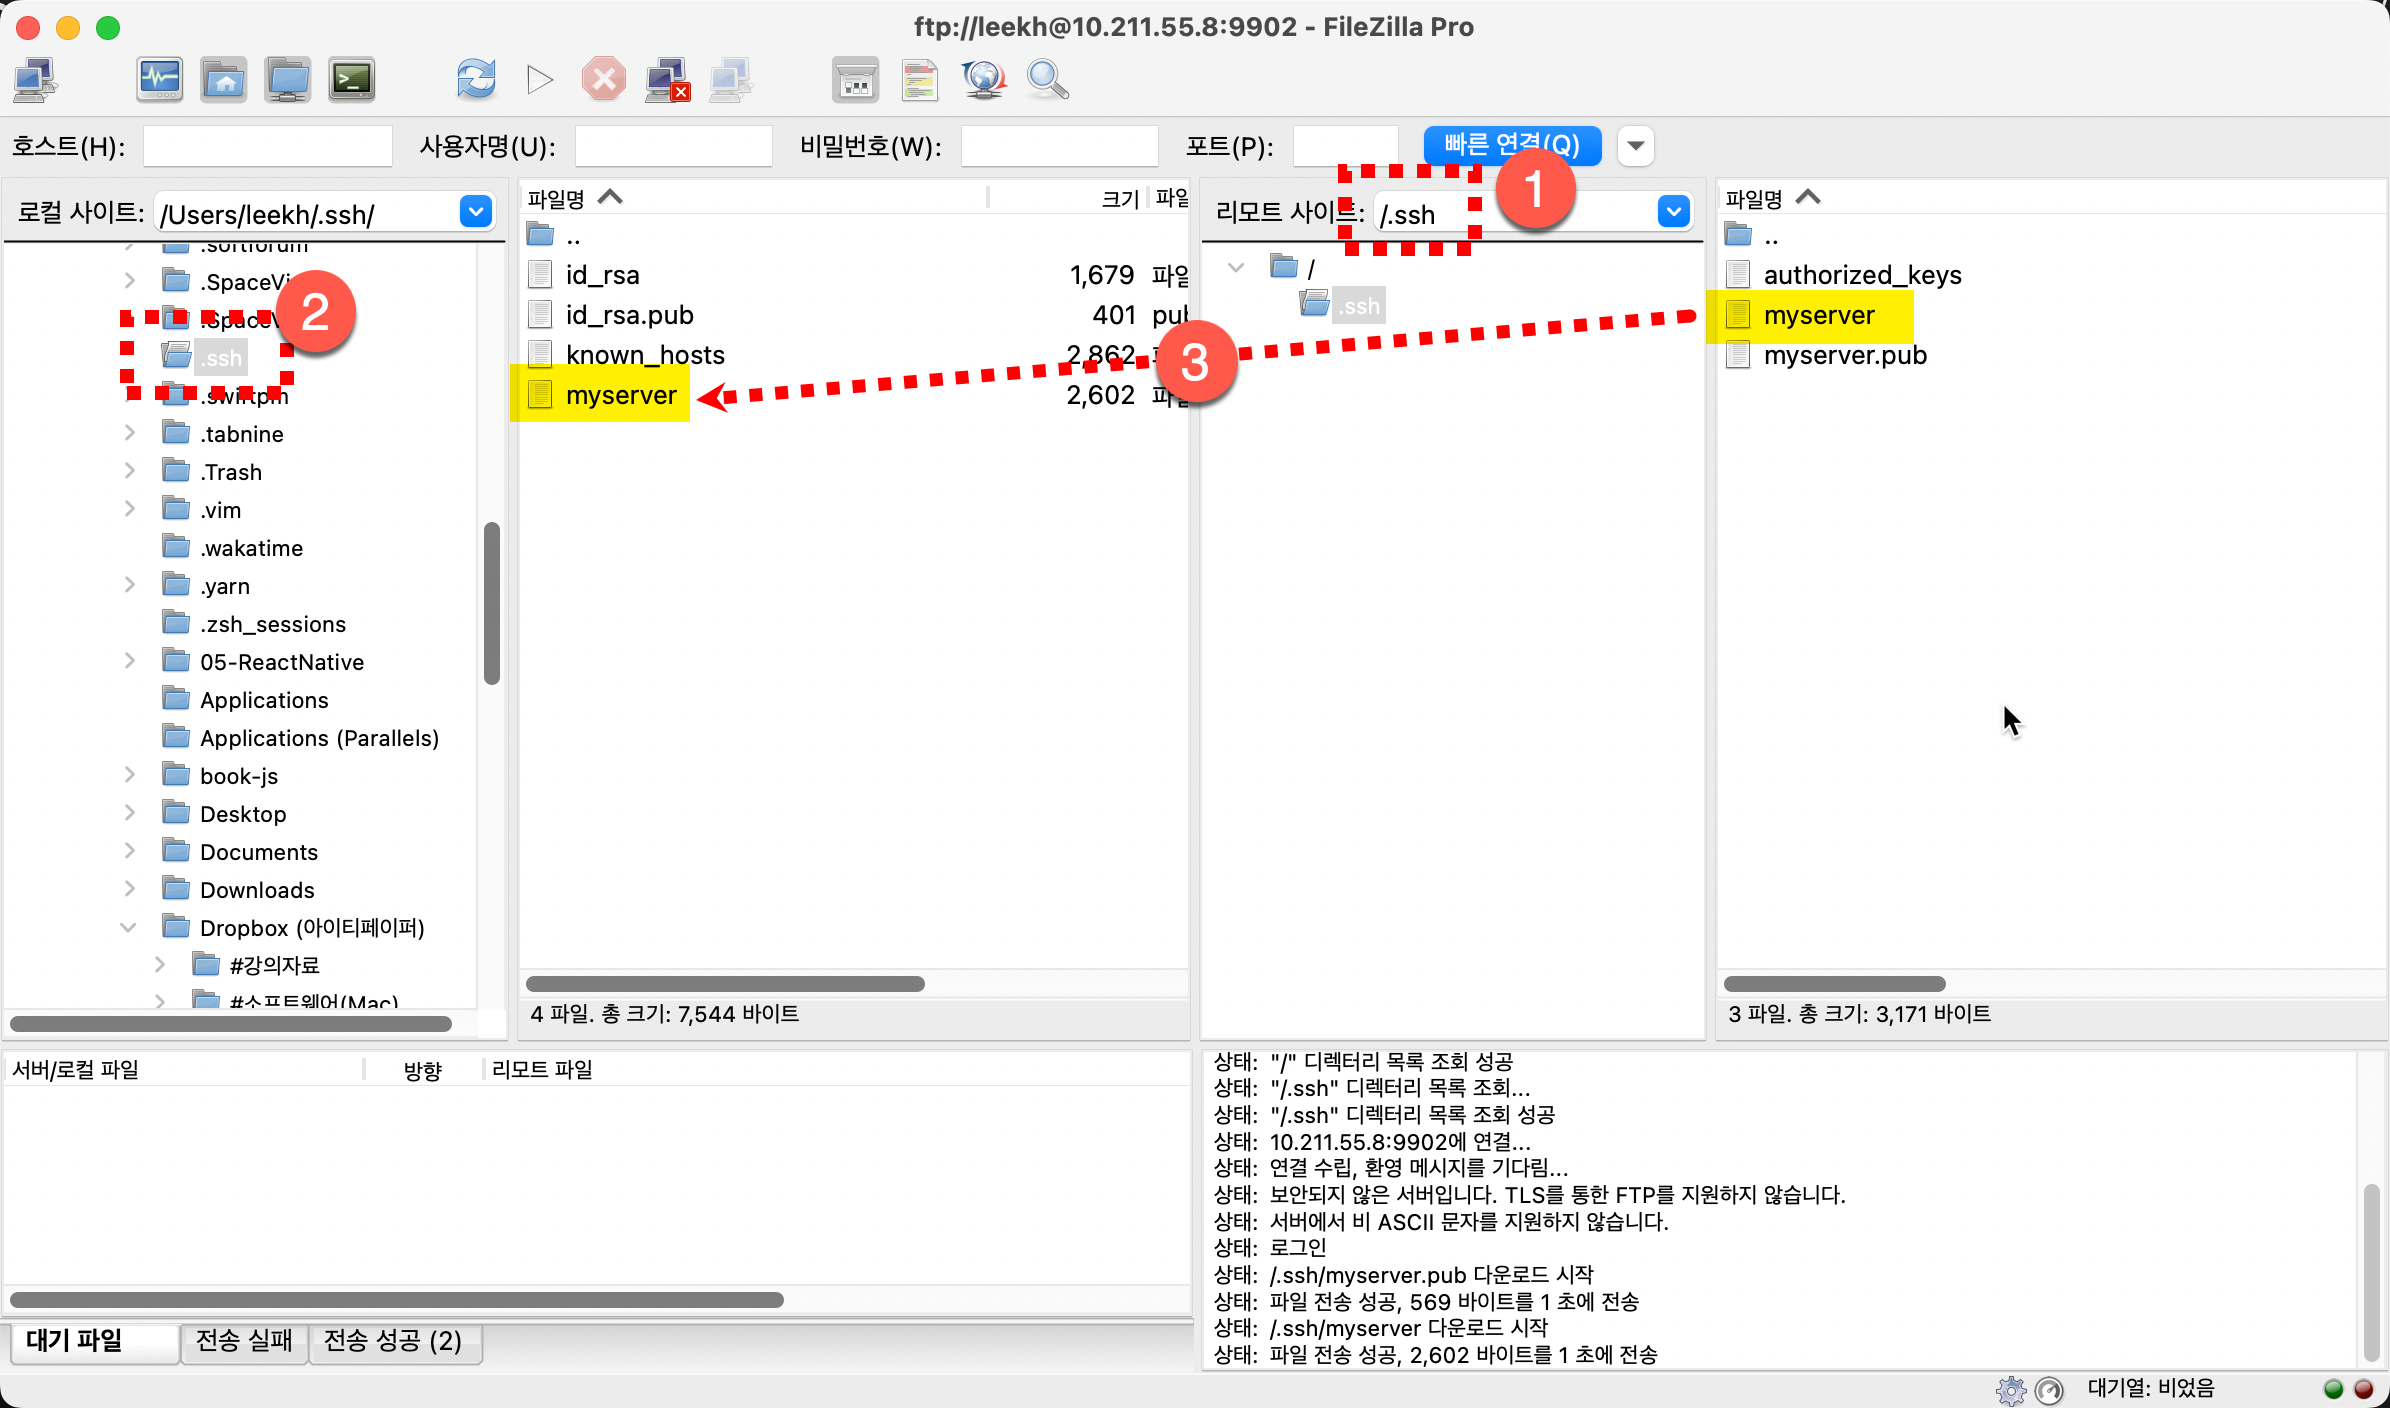 ftp://leekh@10.211.55.8:9902 - FileZilla Pro
호스트(H): 사용자명(U): 비밀번호(W): 포트(P): 빠른 연결(Q)
로컬 사이트: /Users/leekh/.ssh/
.softforum
.SpaceVi
.SpaceV
.ssh
.swiftpm
.tabnine
.Trash
.vim
.wakatime
.yarn
.zsh_sessions
05-ReactNative
Applications
Applications (Parallels)
book-js
Desktop
Documents
Downloads
Dropbox (아이티페이퍼)
#강의자료
#소프트웨어(Mac)
2
파일명 크기 파일
..
id_rsa 1,679 파일
id_rsa.pub 401 pub
known_hosts 2,862
myserver 2,602 파일
4 파일. 총 크기: 7,544 바이트
3
리모트 사이트: /.ssh
1
/
.ssh
파일명
..
authorized_keys
myserver
myserver.pub
3 파일. 총 크기: 3,171 바이트
서버/로컬 파일 방향 리모트 파일
대기 파일 전송 실패 전송 성공 (2)
상태: "/" 디렉터리 목록 조회 성공
상태: "/.ssh" 디렉터리 목록 조회...
상태: "/.ssh" 디렉터리 목록 조회 성공
상태: 10.211.55.8:9902에 연결...
상태: 연결 수립, 환영 메시지를 기다림...
상태: 보안되지 않은 서버입니다. TLS를 통한 FTP를 지원하지 않습니다.
상태: 서버에서 비 ASCII 문자를 지원하지 않습니다.
상태: 로그인
상태: /.ssh/myserver.pub 다운로드 시작
상태: 파일 전송 성공, 569 바이트를 1 초에 전송
상태: /.ssh/myserver 다운로드 시작
상태: 파일 전송 성공, 2,602 바이트를 1 초에 전송
대기열: 비었음